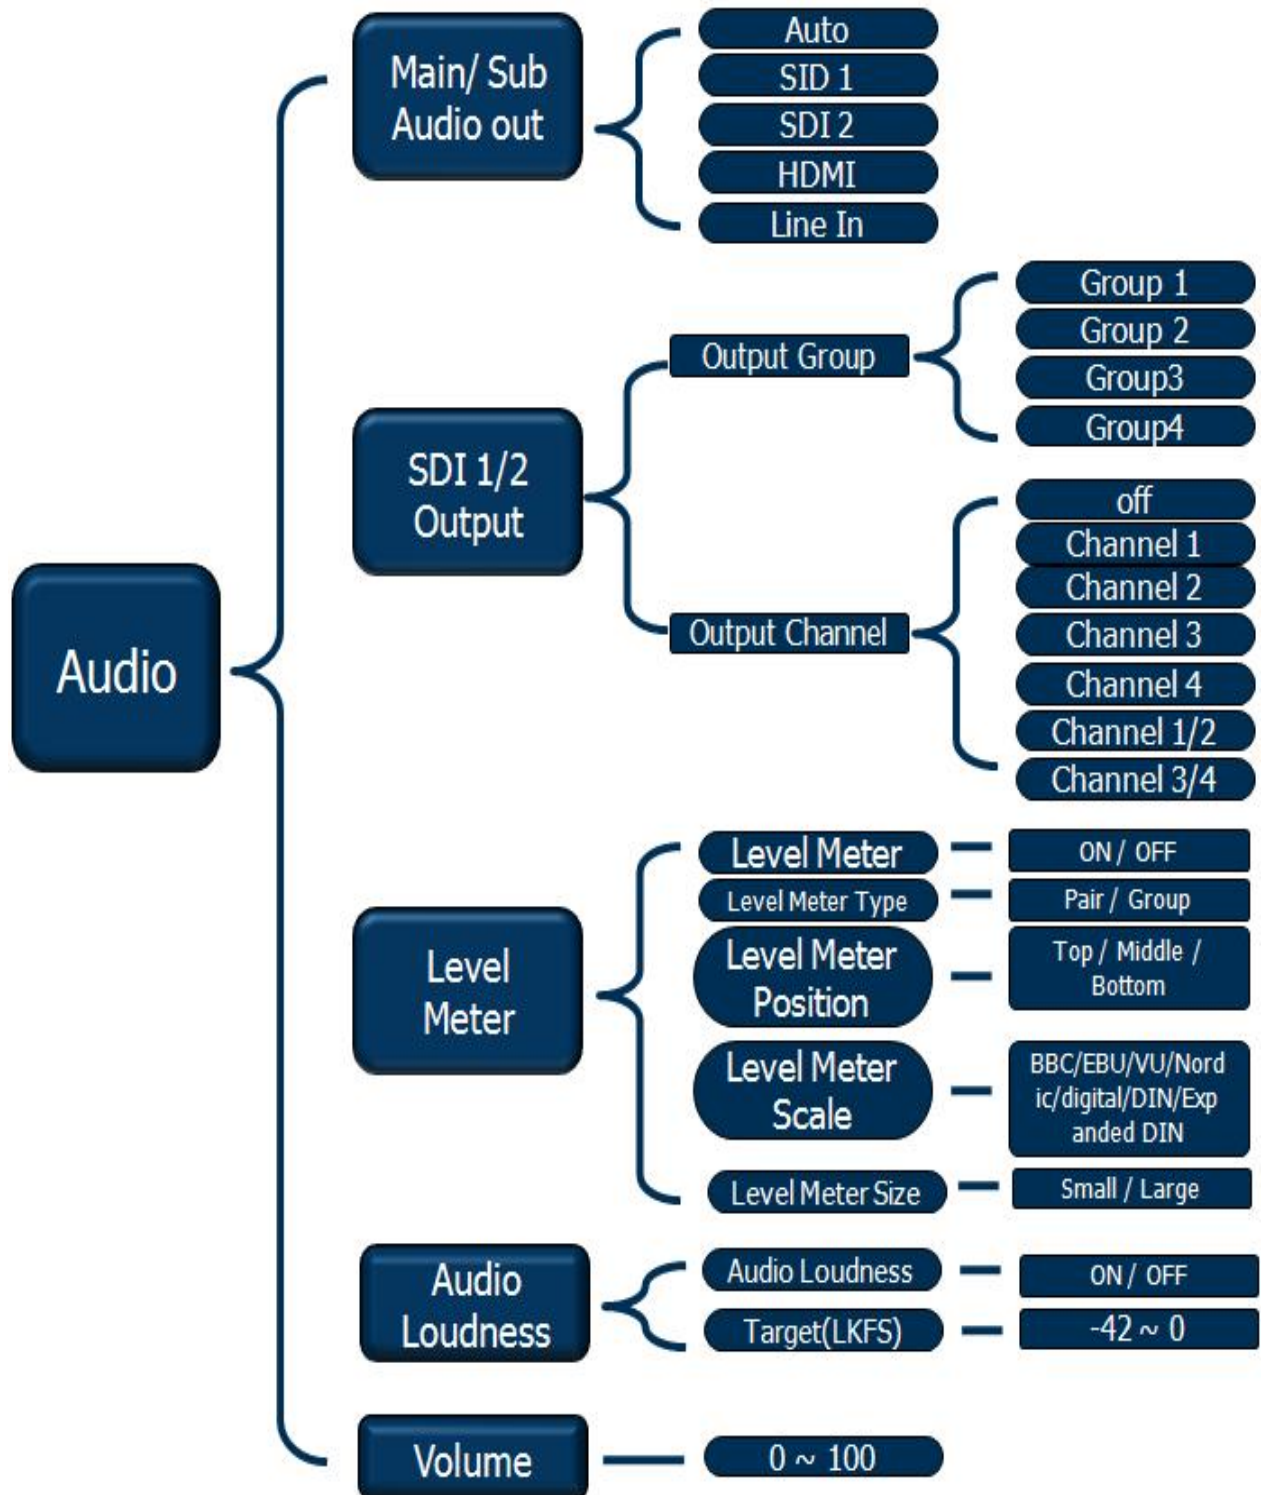 Audio
Main/ Sub
Audio out
Auto
SID 1
SDI 2
HDMI
Line In
SDI 1/2
Output
Output Group
Group 1
Group 2
Group3
Group4
Output Channel
off
Channel 1
Channel 2
Channel 3
Channel 4
Channel 1/2
Channel 3/4
Level
Meter
Level Meter
ON / OFF
Level Meter Type
Pair / Group
Level Meter
Position
Top / Middle /
Bottom
Level Meter
Scale
BBC/EBU/VU/Nord
ic/digital/DIN/Exp
anded DIN
Level Meter Size
Small / Large
Audio
Loudness
Audio Loudness
ON / OFF
Target(LKFS)
-42 ~ 0
Volume
0 ~ 100